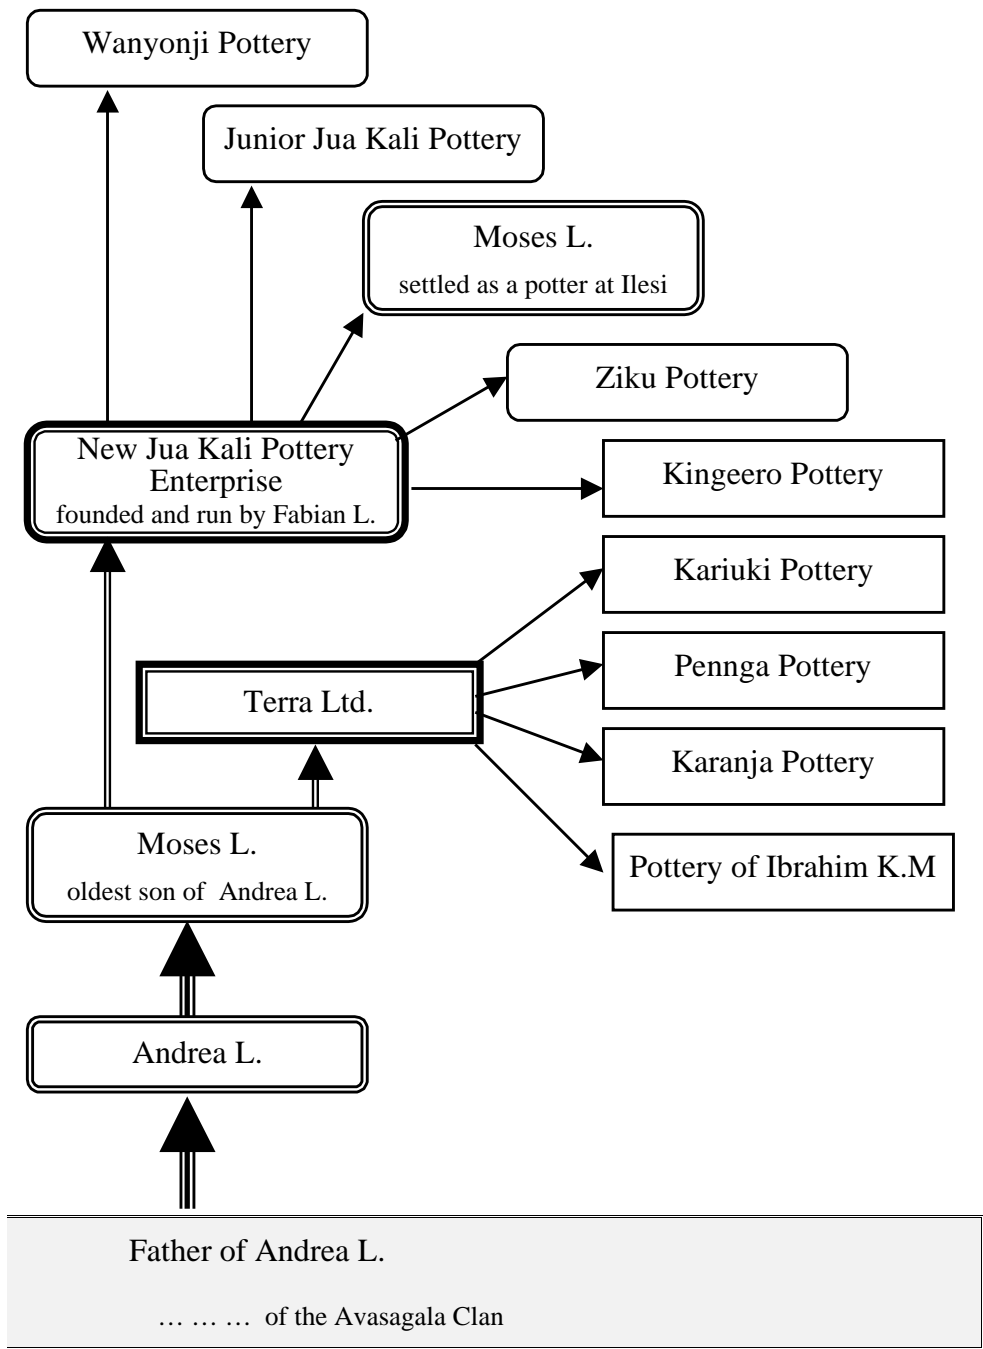 Wanyonji Pottery
Junior Jua Kali Pottery
Moses L.
settled as a potter at Ilesi
Ziku Pottery
New Jua Kali Pottery
Enterprise
founded and run by Fabian L.
Kingeero Pottery
Kariuki Pottery
Pennga Pottery
Terra Ltd.
Karanja Pottery
Moses L.
oldest son of Andrea L.
Pottery of Ibrahim K.M
Andrea L.
Father of Andrea L.
… … … of the Avasagala Clan